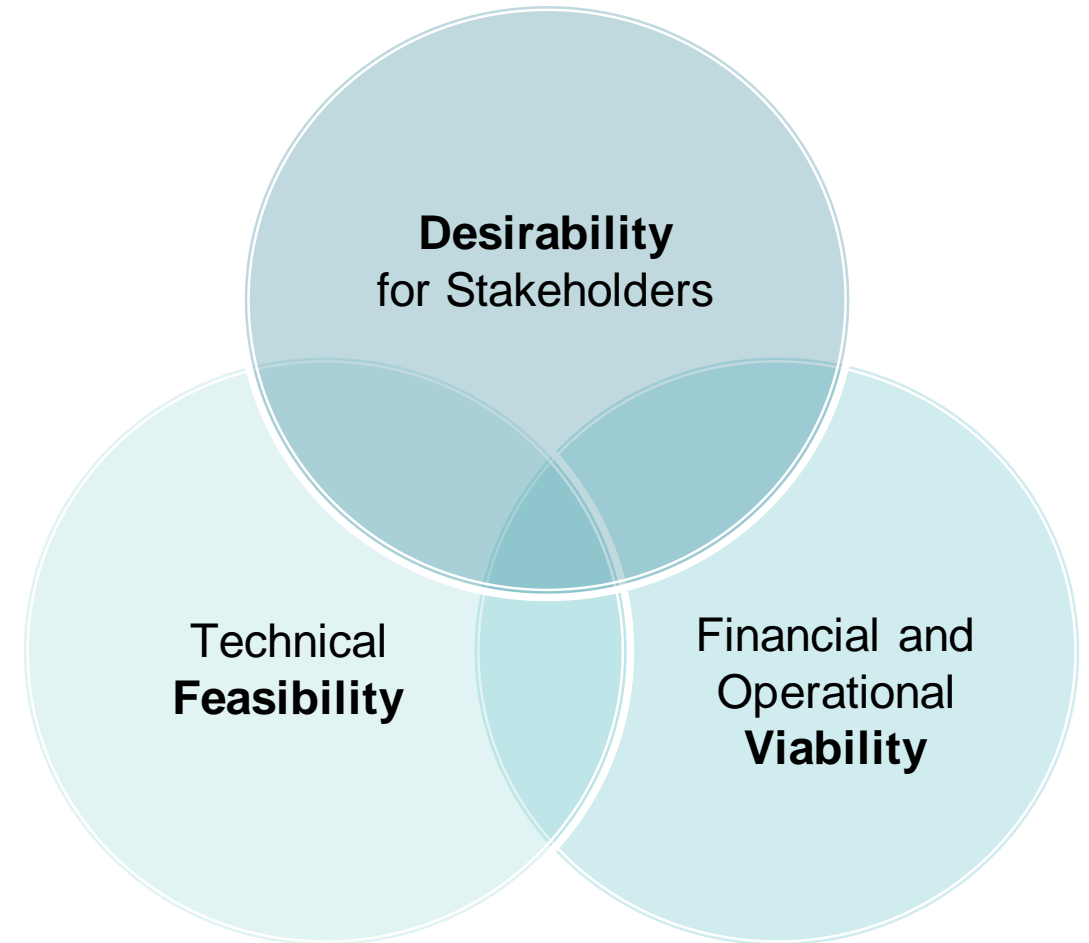 Desirability
for Stakeholders
Technical
Feasibility
Financial and
Operational
Viability